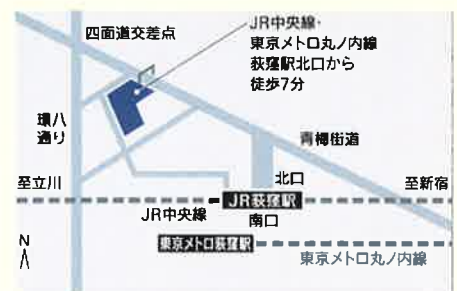 四面道交差点
JR中央線・
東京メトロ丸ノ内線
荻窪駅北口から
徒歩7分
環八
通り
青梅街道
至立川
北口
至新宿
JR荻窪駅
JR中央線
南口
N
東京メトロ荻窪駅
東京メトロ丸ノ内線